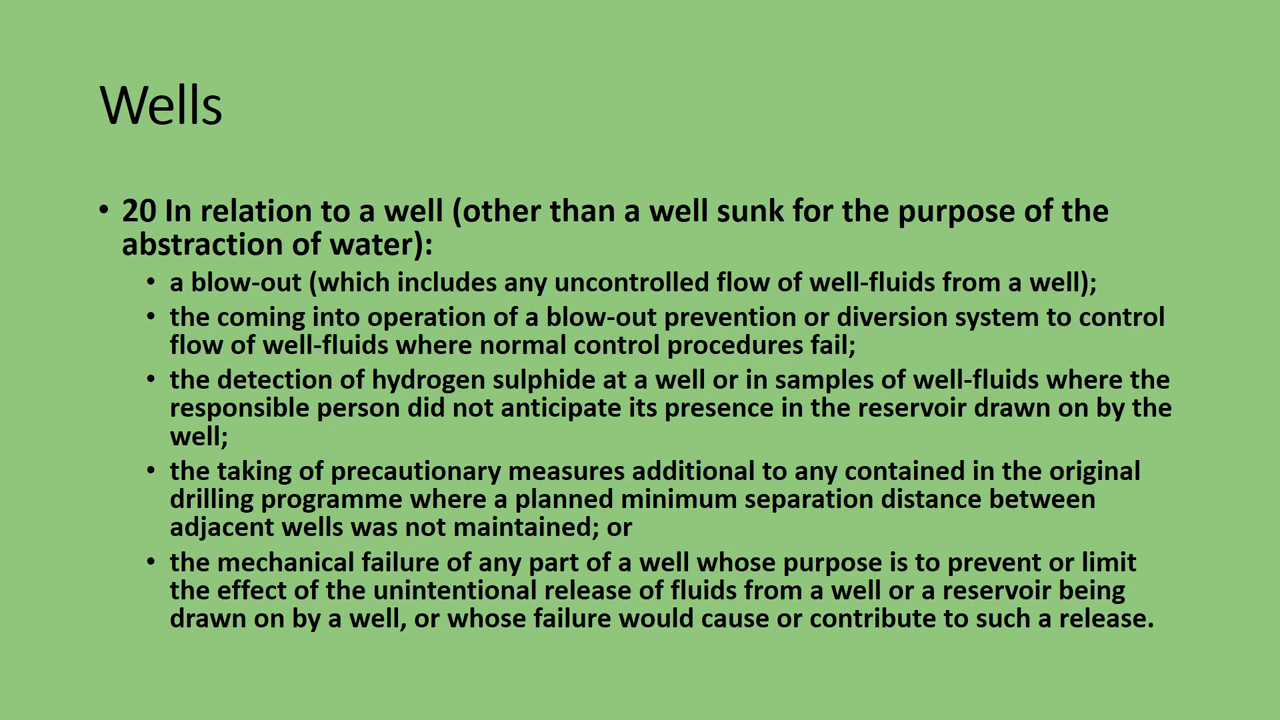 Wells
• 20 In relation to a well (other than a well sunk for the purpose of the
abstraction of water):
• a blow-out (which includes any uncontrolled flow of well-fluids from a well);
• the coming into operation of a blow-out prevention or diversion system to control
flow of well-fluids where normal control procedures fail;
• the detection of hydrogen sulphide at a well or in samples of well-fluids where the
responsible person did not anticipate its presence in the reservoir drawn on by the
well;
• the taking of precautionary measures additional to any contained in the original
drilling programme where a planned minimum separation distance between
adjacent wells was not maintained; or
• the mechanical failure of any part of a well whose purpose is to prevent or limit
the effect of the unintentional release of fluids from a well or a reservoir being
drawn on by a well, or whose failure would cause or contribute to such a release.